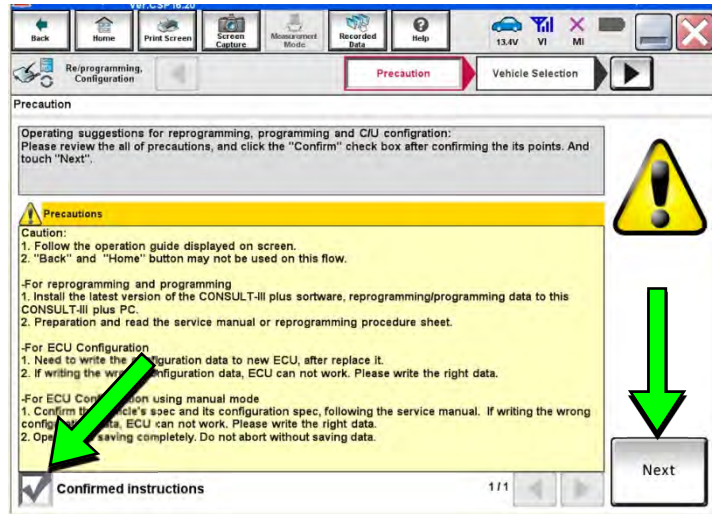 Ver.CSP16.20
Back
Home
Print Screen
Screen
Capture
Measurement
Mode
Recorded
Data
Help
13.4V
VI
MI
Re/programming,
Configuration
Precaution
Vehicle Selection
Precaution
Operating suggestions for reprogramming, programming and C/U configration:
Please review the all of precautions, and click the "Confirm" check box after confirming the its points. And
touch "Next".
Precautions
Caution:
1. Follow the operation guide displayed on screen.
2. "Back" and "Home" button may not be used on this flow.
-For reprogramming and programming
1. Install the latest version of the CONSULT-III plus sortware, reprogramming/programming data to this
CONSULT-III plus PC.
2. Preparation and read the service manual or reprogramming procedure sheet.
-For ECU Configuration
1. Need to write the configuration data to new ECU, after replace it.
2. If writing the wrong configuration data, ECU can not work. Please write the right data.
-For ECU Configuration using manual mode
1. Confirm the vehicle's spec and its configuration spec, following the service manual. If writing the wrong
configuration data, ECU can not work. Please write the right data.
2. saving completely. Do not abort without saving data.
Confirmed instructions
1/1
Next